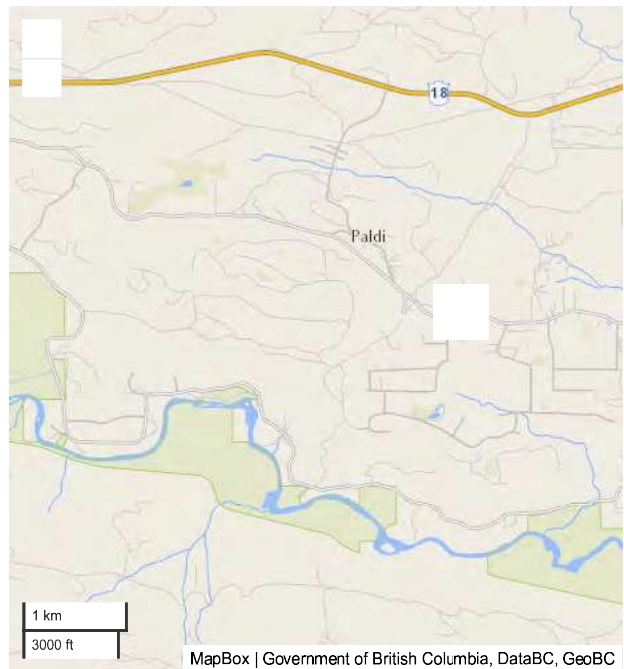 18
Paldi
1 km
3000 ft
MapBox | Government of British Columbia, DataBC, GeoBC